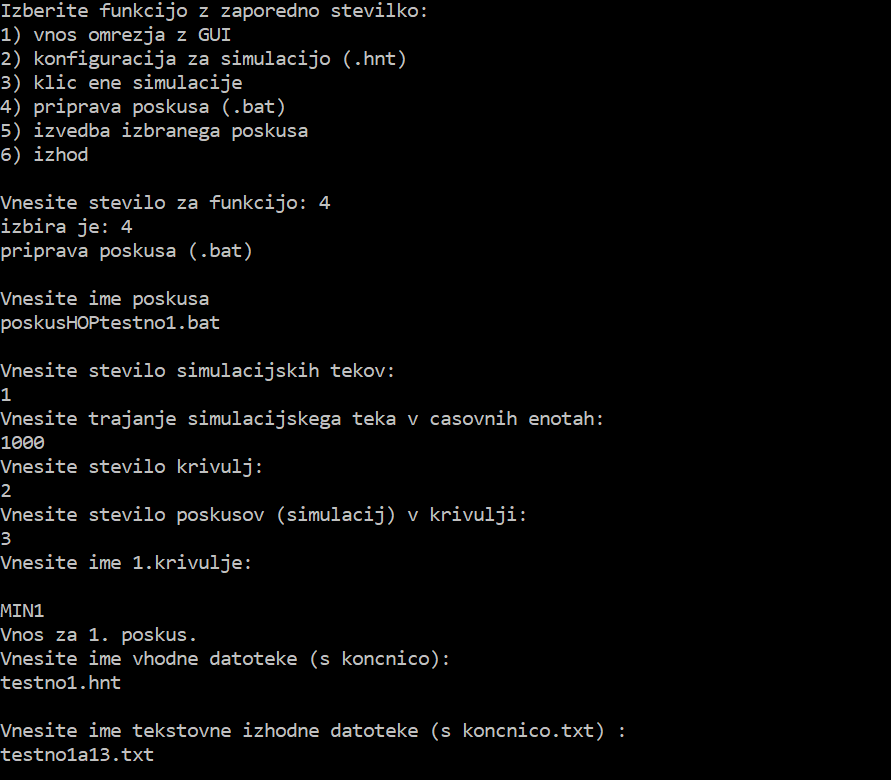 Izberite funkcijo z zaporedno stevilko:
1) vnos omrezja z GUI
2) konfiguracija za simulacijo (.hnt)
3) klic ene simulacije
4) priprava poskusa (.bat)
5) izvedba izbranega poskusa
6) izhod
Vnesite stevilo za funkcijo: 4
izbira je: 4
priprava poskusa (.bat)
Vnesite ime poskusa
poskusHOPtestno1.bat
Vnesite stevilo simulacijskih tekov:
1
Vnesite trajanje simulacijskega teka v casovnih enotah:
1000
Vnesite stevilo krivulj:
2
Vnesite stevilo poskusov (simulacij) v krivulji:
3
Vnesite ime 1.krivulje:
MIN1
Vnos za 1. poskus.
Vnesite ime vhodne datoteke (s koncnico):
testno1.hnt
Vnesite ime tekstovne izhodne datoteke (s koncnico.txt) :
testno1a13.txt